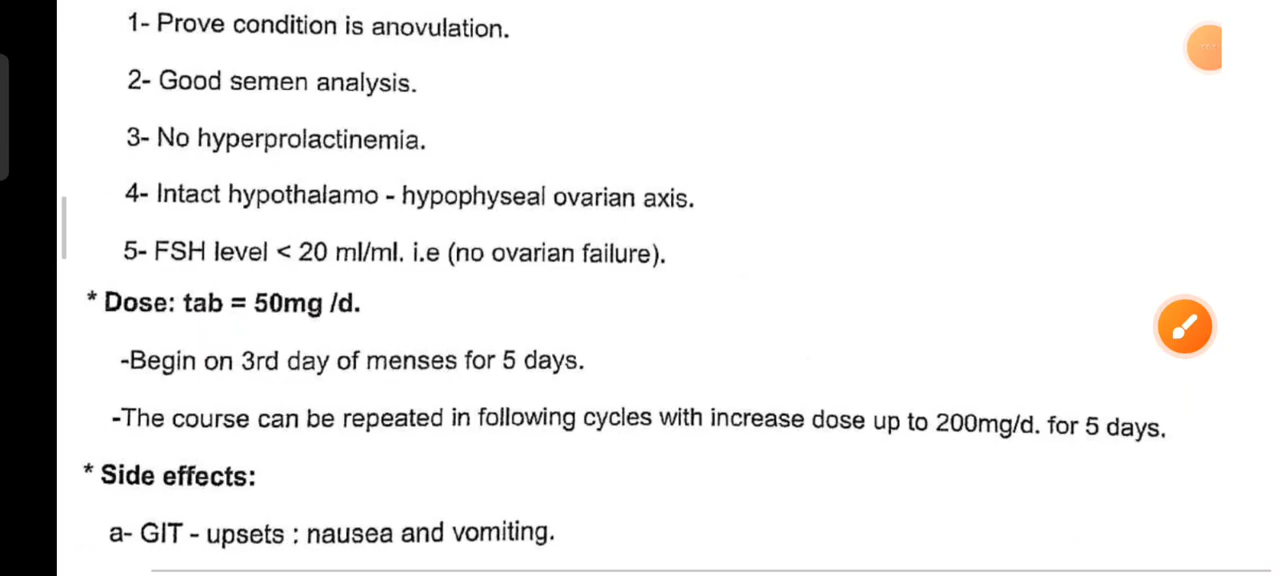 1- Prove condition is anovulation.
2- Good semen analysis.
3- No hyperprolactinemia.
4- Intact hypothalamo - hypophyseal ovarian axis.
5- FSH level < 20 ml/ml. i.e (no ovarian failure).
* Dose: tab = 50mg /d.
-Begin on 3rd day of menses for 5 days.
-The course can be repeated in following cycles with increase dose up to 200mg/d. for 5 days.
* Side effects:
a- GIT - upsets : nausea and vomiting.